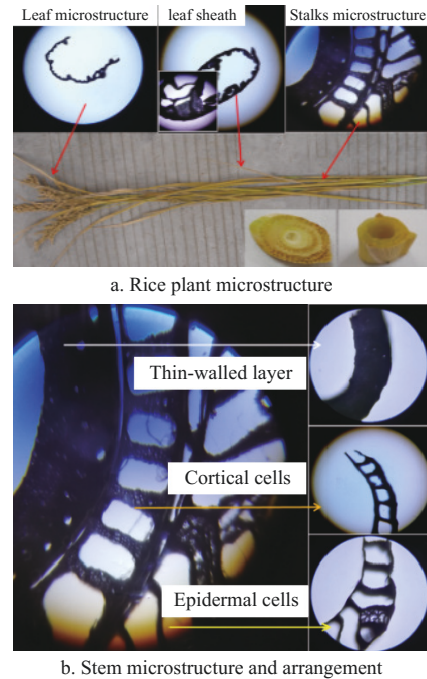 Leaf microstructure
leaf sheath
Stalks microstructure
a. Rice plant microstructure
Thin-walled layer
Cortical cells
Epidermal cells
b. Stem microstructure and arrangement